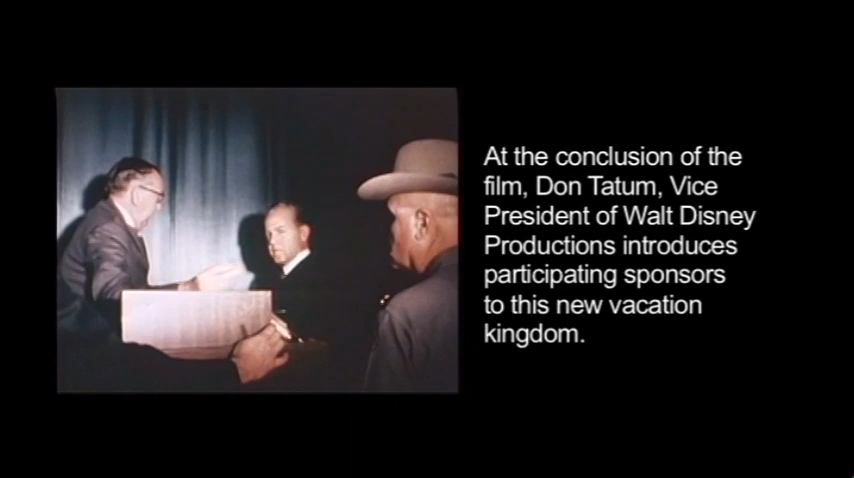 At the conclusion of the
film, Don Tatum, Vice
President of Walt Disney
Productions introduces
participating sponsors
to this new vacation
kingdom.